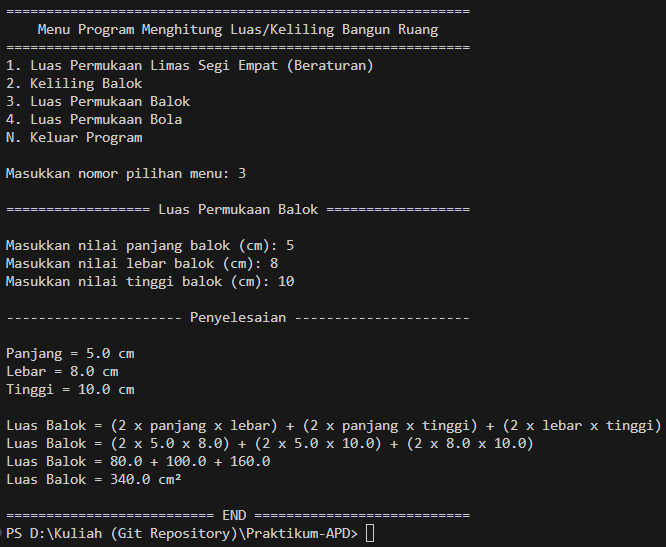 ==========================================================
Menu Program Menghitung Luas/Keliling Bangun Ruang
==========================================================
1. Luas Permukaan Limas Segi Empat (Beraturan)
2. Keliling Balok
3. Luas Permukaan Balok
4. Luas Permukaan Bola
N. Keluar Program
Masukkan nomor pilihan menu: 3
================== Luas Permukaan Balok ==================
Masukkan nilai panjang balok (cm): 5
Masukkan nilai lebar balok (cm): 8
Masukkan nilai tinggi balok (cm): 10
---------------------- Penyelesaian ----------------------
Panjang = 5.0 cm
Lebar = 8.0 cm
Tinggi = 10.0 cm
Luas Balok = (2 x panjang x lebar) + (2 x panjang x tinggi) + (2 x lebar x tinggi)
Luas Balok = (2 x 5.0 x 8.0) + (2 x 5.0 x 10.0) + (2 x 8.0 x 10.0)
Luas Balok = 80.0 + 100.0 + 160.0
Luas Balok = 340.0 cm²
========================== END ===========================
PS D:\Kuliah (Git Repository)\Praktikum-APD>